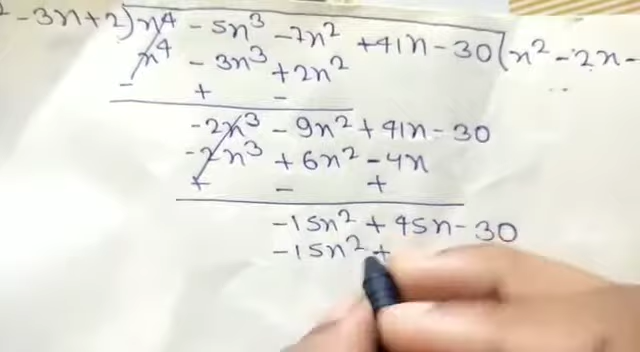 ² - 3x + 2) x⁴ - 5x³ - 7x² + 41x - 30 (x² - 2x -
x⁴ - 3x³ + 2x²
- + -
-2x³ - 9x² + 41x - 30
-2x³ + 6x² - 4x
+ - +
-15x² + 45x - 30
-15x² +